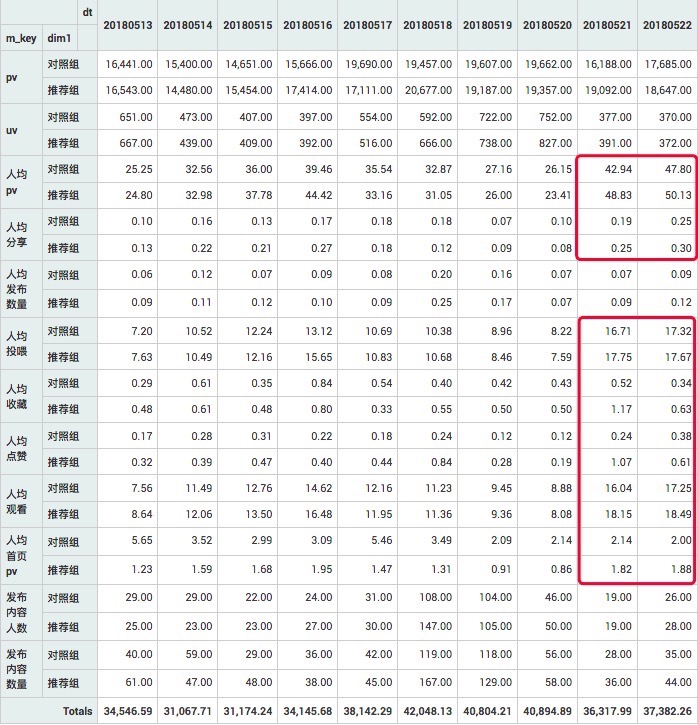 dt
m_key dim1 20180513 20180514 20180515 20180516 20180517 20180518 20180519 20180520 20180521 20180522
pv 对照组 16,441.00 15,400.00 14,651.00 15,666.00 19,690.00 19,457.00 19,607.00 19,662.00 16,188.00 17,685.00
推荐组 16,543.00 14,480.00 15,454.00 17,414.00 17,111.00 20,677.00 19,187.00 19,357.00 19,092.00 18,647.00
uv 对照组 651.00 473.00 407.00 397.00 554.00 592.00 722.00 752.00 377.00 370.00
推荐组 667.00 439.00 409.00 392.00 516.00 666.00 738.00 827.00 391.00 372.00
人均pv 对照组 25.25 32.56 36.00 39.46 35.54 32.87 27.16 26.15 42.94 47.80
推荐组 24.80 32.98 37.78 44.42 33.16 31.05 26.00 23.41 48.83 50.13
人均分享 对照组 0.10 0.16 0.13 0.17 0.18 0.18 0.07 0.10 0.19 0.25
推荐组 0.13 0.22 0.21 0.27 0.18 0.12 0.09 0.08 0.25 0.30
人均发布数量 对照组 0.06 0.12 0.07 0.09 0.08 0.20 0.16 0.07 0.07 0.09
推荐组 0.09 0.11 0.12 0.10 0.09 0.25 0.17 0.07 0.09 0.12
人均投喂 对照组 7.20 10.52 12.24 13.12 10.69 10.38 8.96 8.22 16.71 17.32
推荐组 7.63 10.49 12.16 15.65 10.83 10.68 8.46 7.59 17.75 17.67
人均收藏 对照组 0.29 0.61 0.35 0.84 0.54 0.40 0.42 0.43 0.52 0.34
推荐组 0.48 0.61 0.48 0.80 0.33 0.55 0.50 0.50 1.17 0.63
人均点赞 对照组 0.17 0.28 0.31 0.22 0.18 0.24 0.12 0.12 0.24 0.38
推荐组 0.32 0.39 0.47 0.40 0.44 0.84 0.28 0.19 1.07 0.61
人均观看 对照组 7.56 11.49 12.76 14.62 12.16 11.23 9.45 8.88 16.04 17.25
推荐组 8.64 12.06 13.50 16.48 11.95 11.36 9.36 8.08 18.15 18.49
人均首页pv 对照组 5.65 3.52 2.99 3.09 5.46 3.49 2.09 2.14 2.14 2.00
推荐组 1.23 1.59 1.68 1.95 1.47 1.31 0.91 0.86 1.82 1.88
发布内容人数 对照组 29.00 29.00 22.00 24.00 31.00 108.00 104.00 46.00 19.00 26.00
推荐组 25.00 23.00 23.00 27.00 30.00 147.00 105.00 50.00 19.00 28.00
发布内容数量 对照组 40.00 59.00 29.00 36.00 42.00 119.00 118.00 56.00 28.00 35.00
推荐组 61.00 47.00 48.00 38.00 45.00 167.00 129.00 58.00 36.00 44.00
Totals 34,546.59 31,067.71 31,174.24 34,145.68 38,142.29 42,048.13 40,804.21 40,894.89 36,317.99 37,382.26